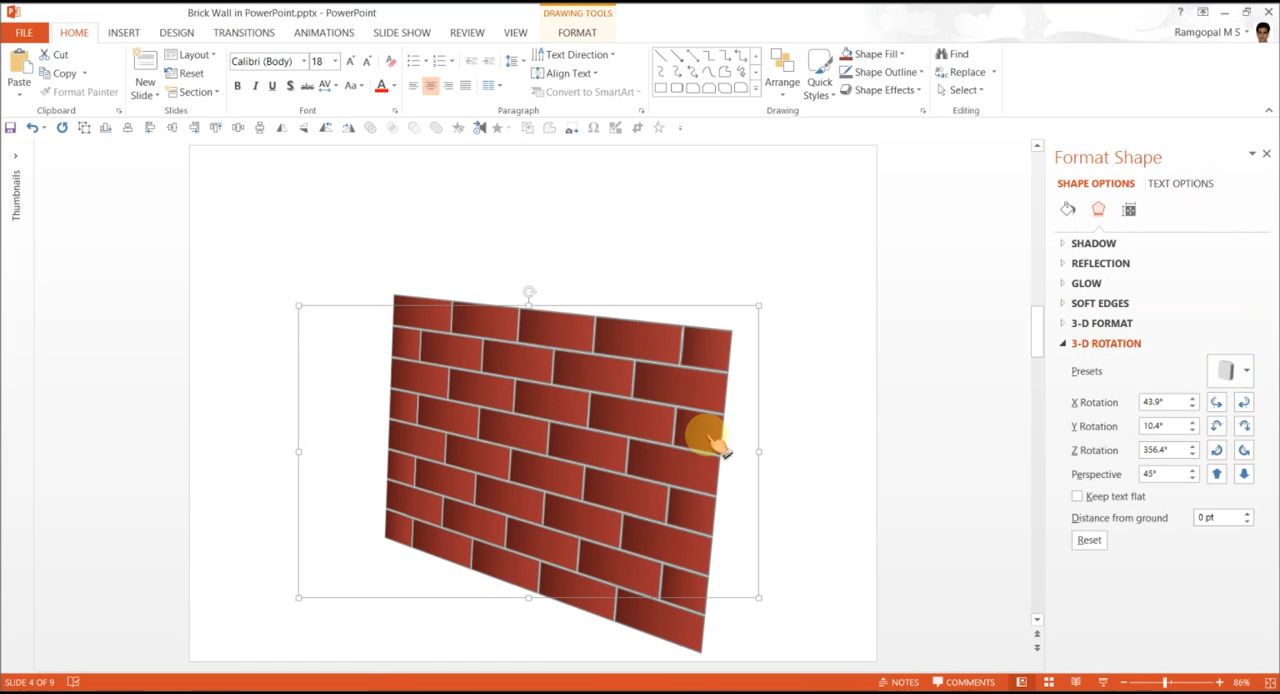 Brick Wall in PowerPoint.pptx - PowerPoint
DRAWING TOOLS
FILE HOME INSERT DESIGN TRANSITIONS ANIMATIONS SLIDE SHOW REVIEW VIEW FORMAT
Ramgopal M S
Paste
Cut
Copy
Format Painter
Clipboard
New Slide
Layout
Reset
Section
Slides
Calibri (Body) 18
B I U S abc AV Aa A
Font
Text Direction
Align Text
Convert to SmartArt
Paragraph
Arrange
Quick Styles
Shape Fill
Shape Outline
Shape Effects
Drawing
Find
Replace
Select
Editing
Thumbnails
Format Shape
SHAPE OPTIONS TEXT OPTIONS
SHADOW
REFLECTION
GLOW
SOFT EDGES
3-D FORMAT
3-D ROTATION
Presets
X Rotation 43.9°
Y Rotation 10.4°
Z Rotation 356.4°
Perspective 45°
Keep text flat
Distance from ground 0 pt
Reset
SLIDE 4 OF 9
NOTES COMMENTS 86%